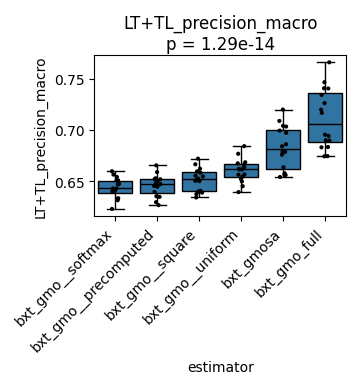 LT+TL_precision_macro
p = 1.29e-14
LT+TL_precision_macro
0.75
0.70
0.65
bxt_gmo__softmax
bxt_gmo__precomputed
bxt_gmo__square
bxt_gmo__uniform
bxt_gmosa
bxt_gmo_full
estimator